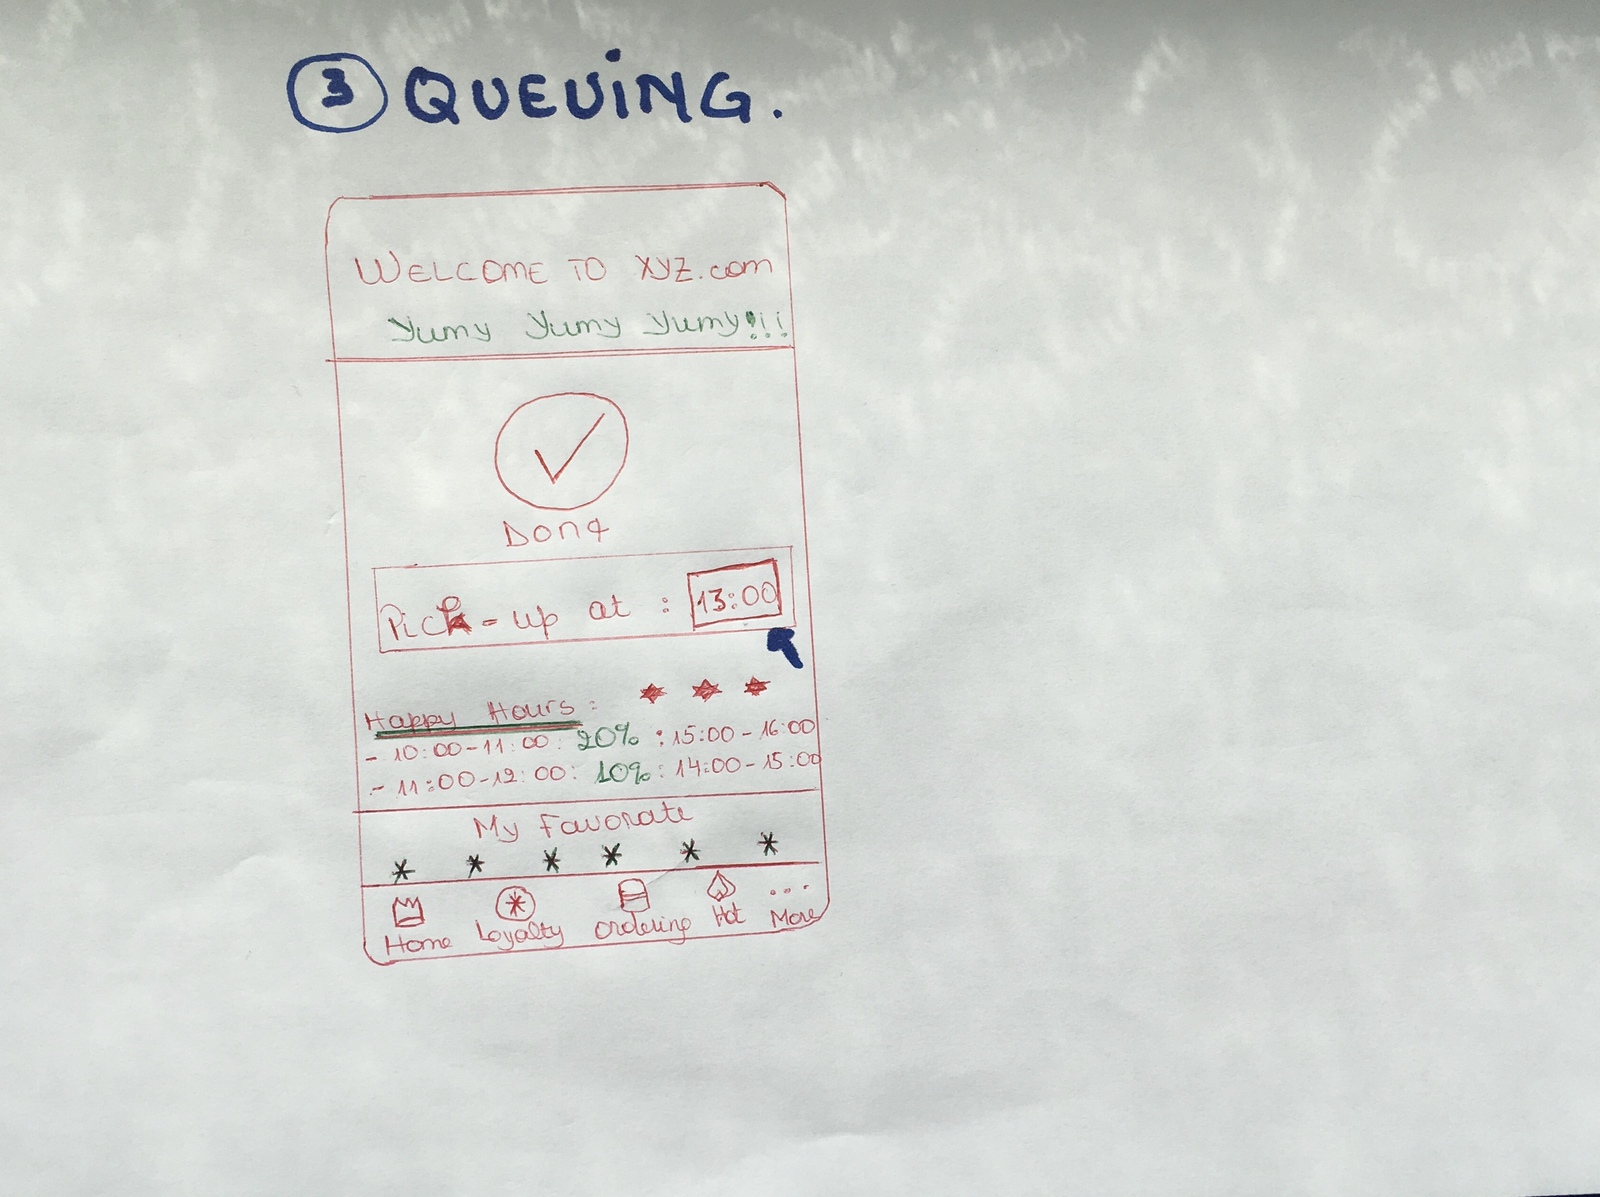 3 QUEUING.
WELCOME TO XYZ.com
Yumy Yumy Yumy!!!
Done
Pick-up at : 13:00
Happy Hours :
- 10:00-11:00: 20% : 15:00-16:00
- 11:00-12:00: 10% : 14:00-15:00
My Favorate
Home Loyalty Ordering Hot More